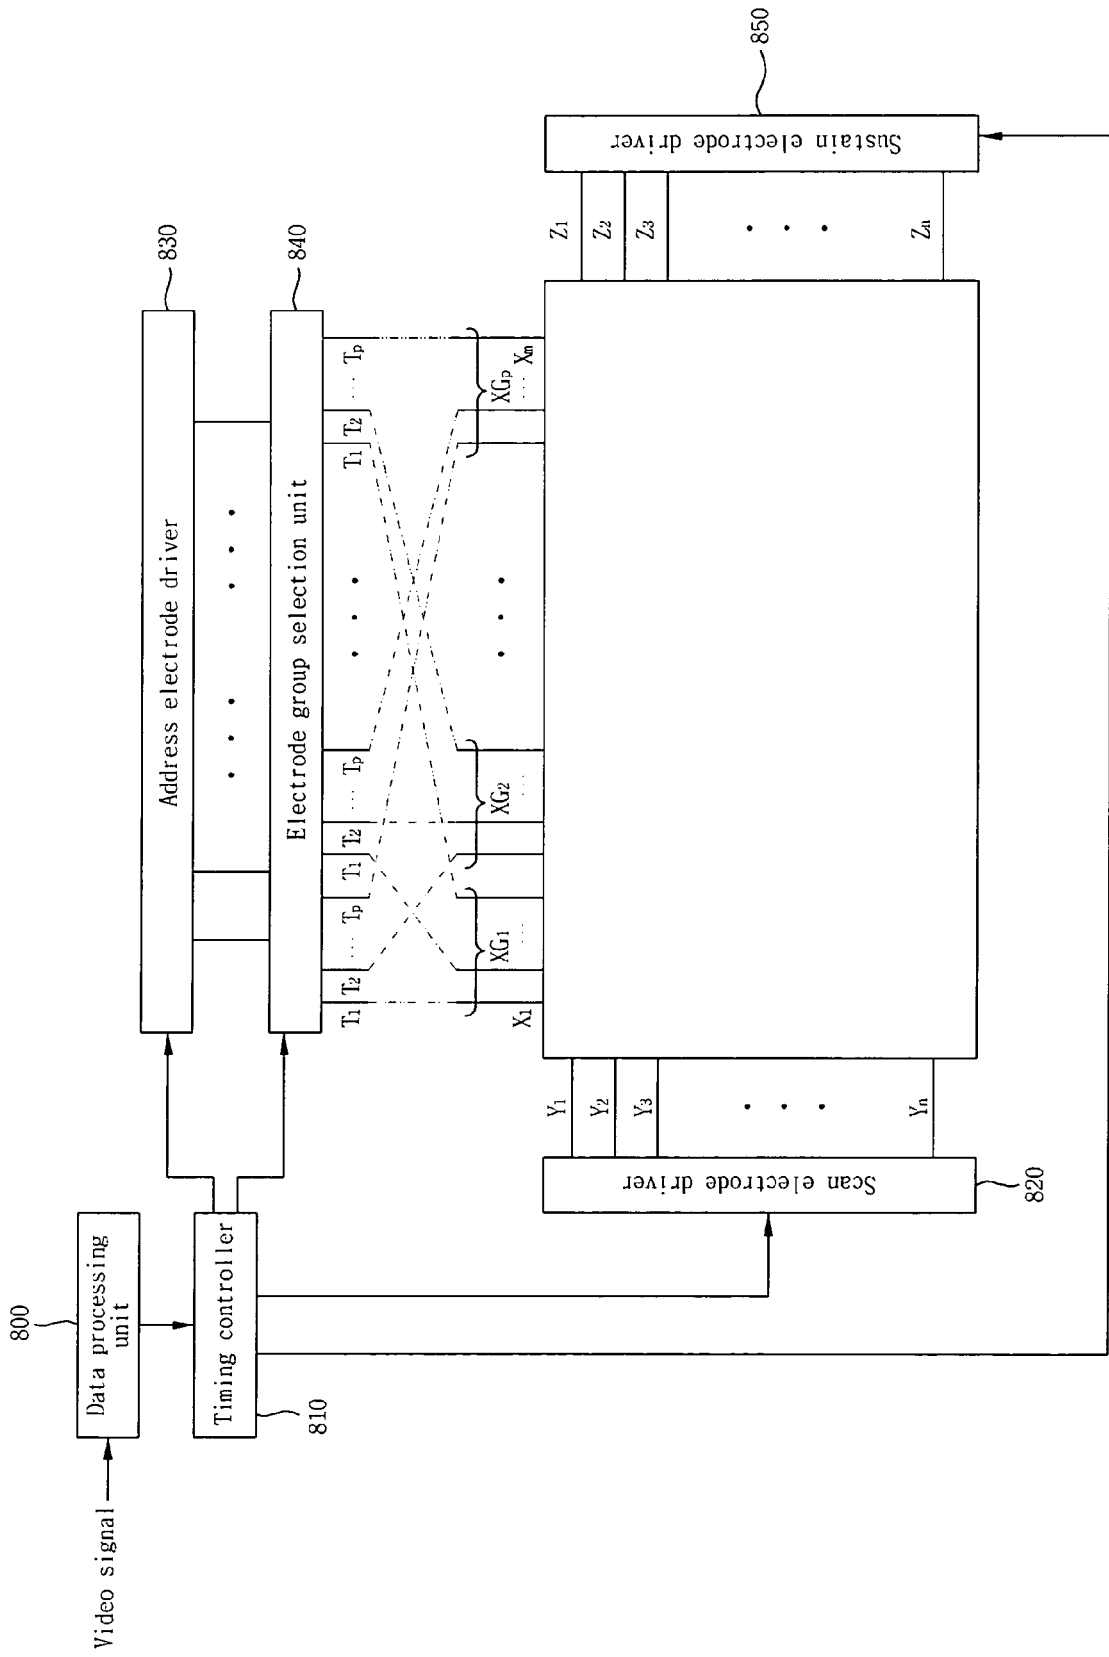 Video signal
800
Data processing
unit
Timing controller
810
Address electrode driver
830
Electrode group selection unit
840
T1 T2 ... Tp T1 T2 ... Tp T1 T2 ... Tp
XG1 XG2 XGp
X1 ... ... ... Xm
Y1
Y2
Y3
Yn
Scan electrode driver
820
Z1
Z2
Z3
Zn
Sustain electrode driver
850